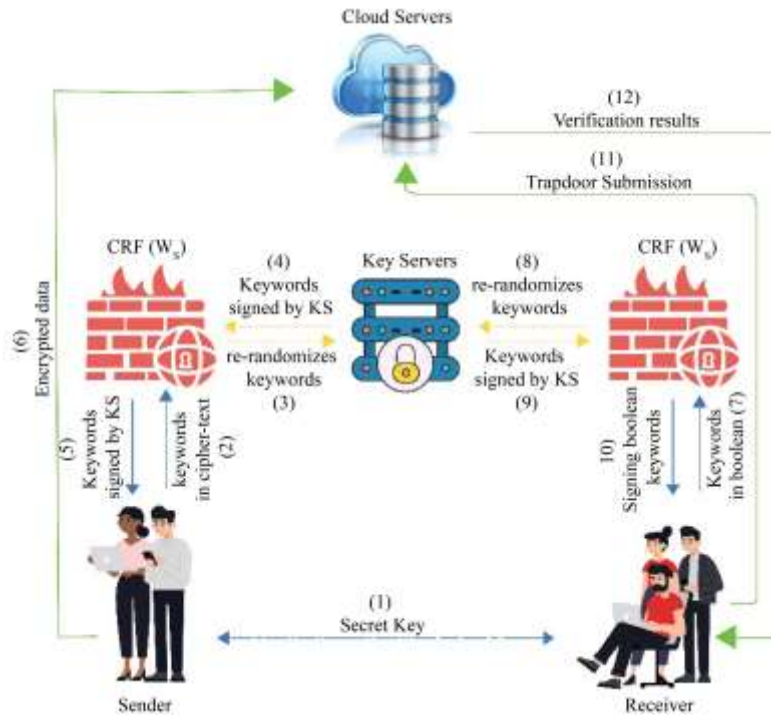 Cloud Servers
(12)
Verification results
(11)
Trapdoor Submission
CRF (Ws)
(4)
Keywords
signed by KS
re-randomizes
keywords
(3)
Key Servers
(8)
re-randomizes
keywords
Keywords
signed by KS
(9)
CRF (Ws)
(6)
Encrypted data
(5)
Keywords
signed by KS
keywords
in cipher-text
(2)
10)
Signing boolean
keywords
Keywords
in boolean (7)
(1)
Secret Key
Sender
Receiver